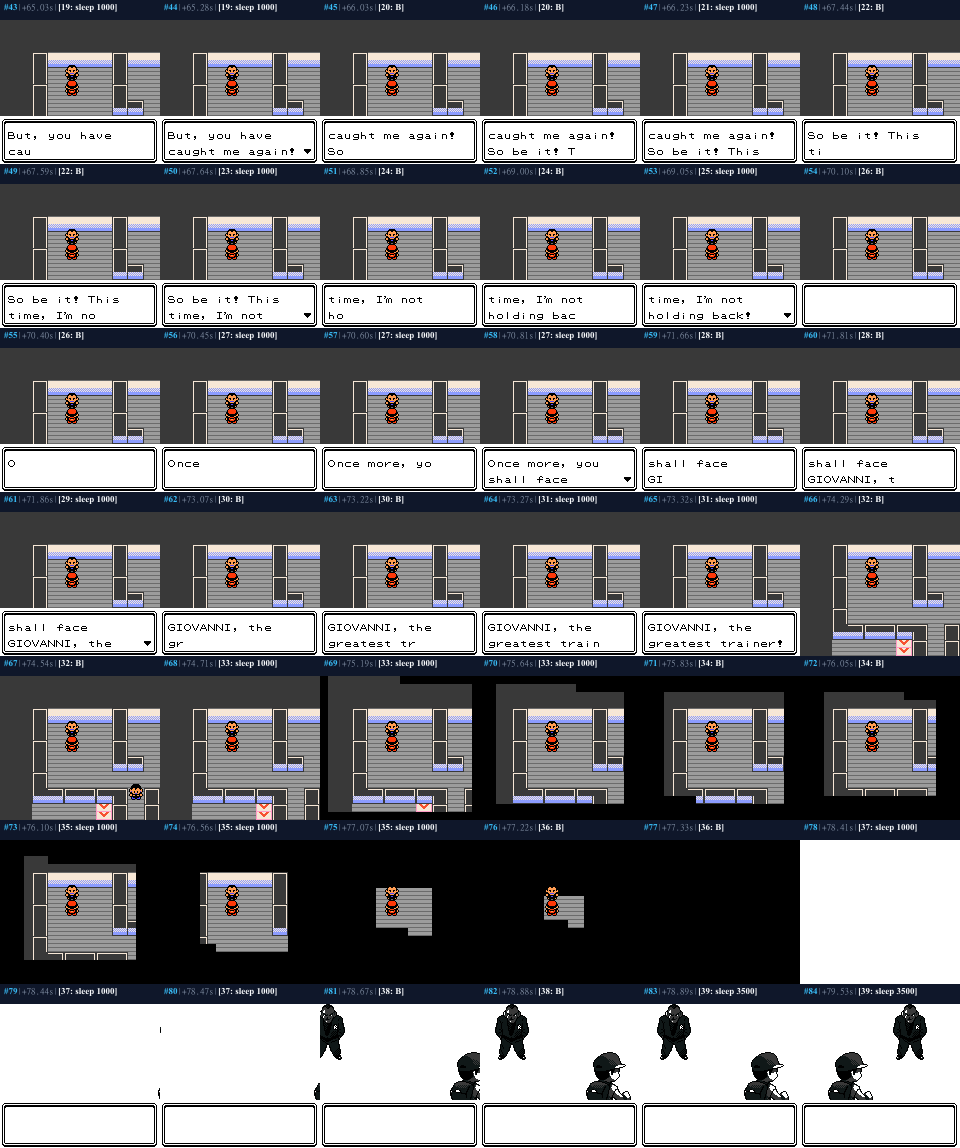 #43|+65.03s| [19: sleep 1000]
#44|+65.28s| [19: sleep 1000]
#45|+66.03s| [20: B]
#46|+66.18s| [20: B]
#47|+66.23s| [21: sleep 1000]
#48|+67.44s| [22: B]
But, you have
cau
But, you have
caught me again!
caught me again!
So
caught me again!
So be it! T
caught me again!
So be it! This
So be it! This
ti
#49|+67.59s| [22: B]
#50|+67.64s| [23: sleep 1000]
#51|+68.85s| [24: B]
#52|+69.00s| [24: B]
#53|+69.05s| [25: sleep 1000]
#54|+70.10s| [26: B]
So be it! This
time, I'm no
So be it! This
time, I'm not
time, I'm not
ho
time, I'm not
holding bac
time, I'm not
holding back!
#55|+70.40s| [26: B]
#56|+70.45s| [27: sleep 1000]
#57|+70.60s| [27: sleep 1000]
#58|+70.81s| [27: sleep 1000]
#59|+71.66s| [28: B]
#60|+71.81s| [28: B]
O
Once
Once more, yo
Once more, you
shall face
shall face
GI
shall face
GIOVANNI, t
#61|+71.86s| [29: sleep 1000]
#62|+73.07s| [30: B]
#63|+73.22s| [30: B]
#64|+73.27s| [31: sleep 1000]
#65|+73.32s| [31: sleep 1000]
#66|+74.29s| [32: B]
shall face
GIOVANNI, the
GIOVANNI, the
gr
GIOVANNI, the
greatest tr
GIOVANNI, the
greatest train
GIOVANNI, the
greatest trainer!
#67|+74.54s| [32: B]
#68|+74.71s| [33: sleep 1000]
#69|+75.19s| [33: sleep 1000]
#70|+75.64s| [33: sleep 1000]
#71|+75.83s| [34: B]
#72|+76.05s| [34: B]
#73|+76.10s| [35: sleep 1000]
#74|+76.56s| [35: sleep 1000]
#75|+77.07s| [35: sleep 1000]
#76|+77.22s| [36: B]
#77|+77.33s| [36: B]
#78|+78.41s| [37: sleep 1000]
#79|+78.44s| [37: sleep 1000]
#80|+78.47s| [37: sleep 1000]
#81|+78.67s| [38: B]
#82|+78.88s| [38: B]
#83|+78.89s| [39: sleep 3500]
#84|+79.53s| [39: sleep 3500]
R
R
R
R